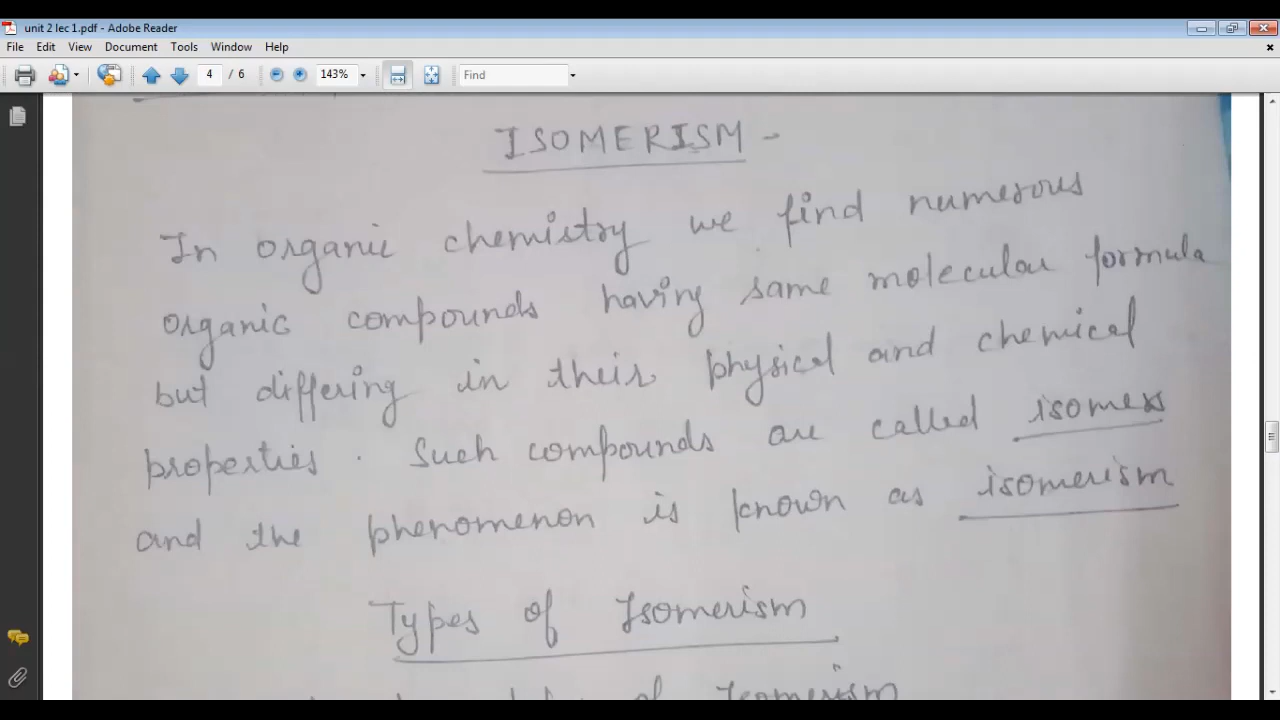 unit 2 lec 1.pdf - Adobe Reader
File Edit View Document Tools Window Help
4 / 6 143% Find
ISOMERISM -
In organic chemistry we find numerous
organic compounds having same molecular formula
but differing in their physical and chemical
properties. Such compounds are called isomers
and the phenomenon is known as isomerism
Types of Isomerism
of Isomerism